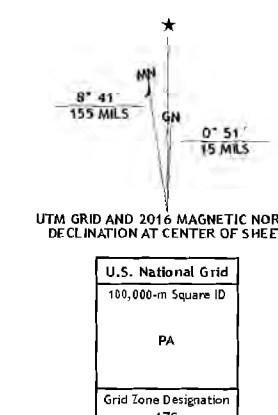 MN
8° 41´
155 MILS
GN
0° 51´
15 MILS
UTM GRID AND 2016 MAGNETIC NOR
DECLINATION AT CENTER OF SHEE
U.S. National Grid
100,000-m Square ID
PA
Grid Zone Designation